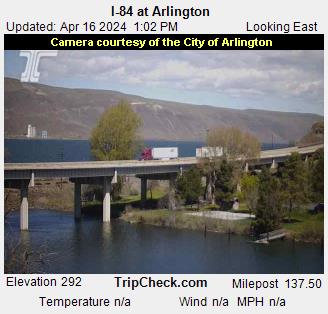 I-84 at Arlington
Updated: Apr 16 2024 1:02 PM Looking East
Camera courtesy of the City of Arlington
Elevation 292 TripCheck.com Milepost 137.50
Temperature n/a Wind n/a MPH n/a